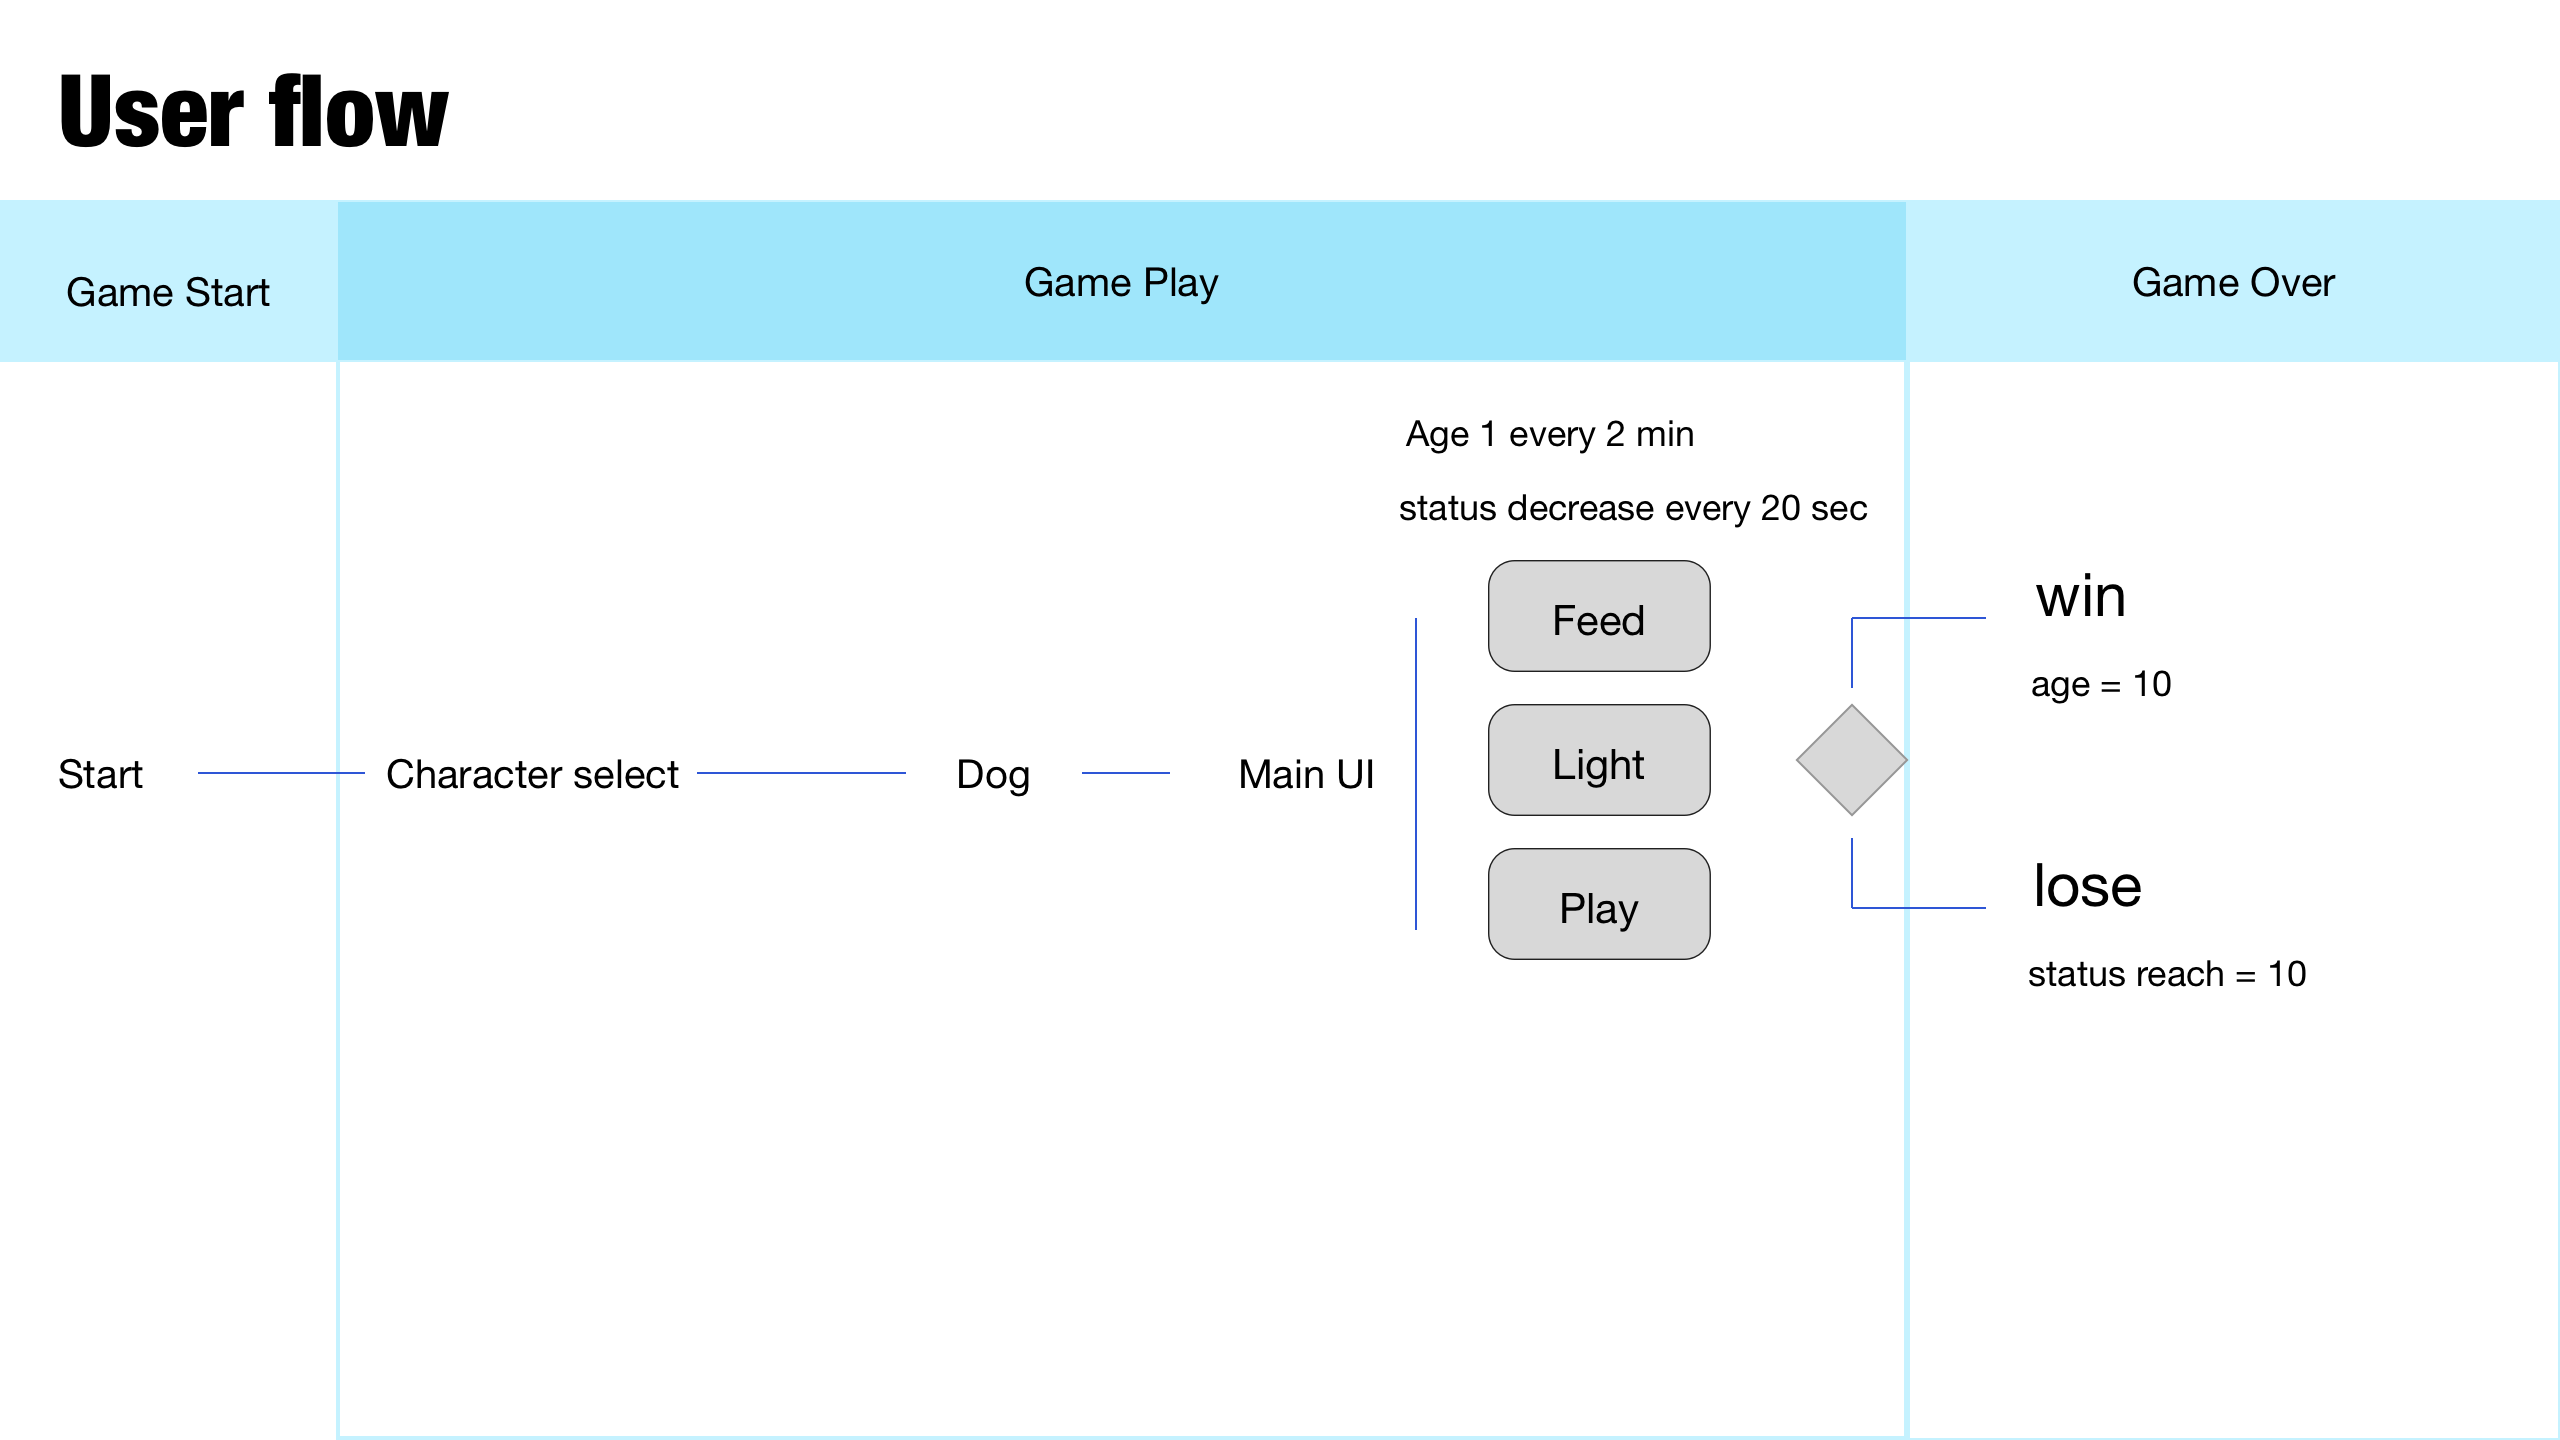 User flow
Game Start
Game Play
Game Over
Age 1 every 2 min
status decrease every 20 sec
Feed
Light
Play
Start
Character select
Dog
Main UI
win
age = 10
lose
status reach = 10